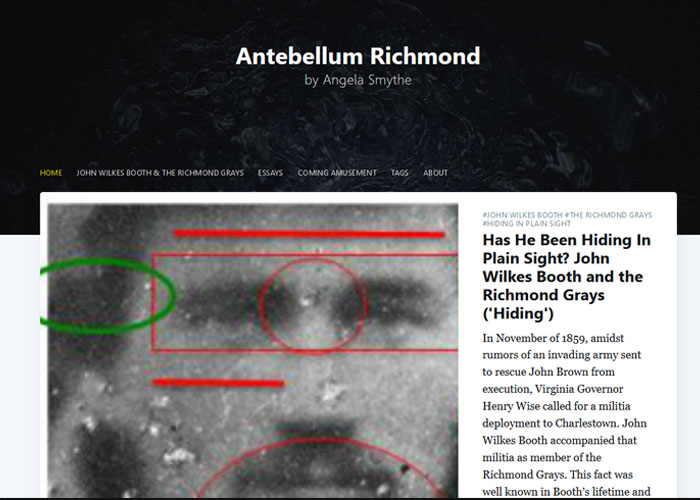 Antebellum Richmond
by Angela Smythe
HOME JOHN WILKES BOOTH & THE RICHMOND GRAYS ESSAYS COMING AMUSEMENT TAGS ABOUT
#JOHN WILKES BOOTH #THE RICHMOND GRAYS
#HIDING IN PLAIN SIGHT
Has He Been Hiding In
Plain Sight? John
Wilkes Booth and the
Richmond Grays
('Hiding')
In November of 1859, amidst
rumors of an invading army sent
to rescue John Brown from
execution, Virginia Governor
Henry Wise called for a militia
deployment to Charlestown. John
Wilkes Booth accompanied that
militia as member of the
Richmond Grays. This fact was
well known in Booth's lifetime and